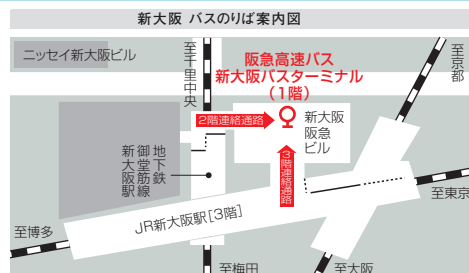 新大阪 バスのりば案内図
ニッセイ新大阪ビル
至千里中央
阪急高速バス
新大阪バスターミナル
(1階)
至京都
2階連絡通路
新大阪
阪急
ビル
地下鉄
御堂筋線
新大阪駅
3階連絡通路
至東京
JR新大阪駅[3階]
至博多
至梅田
至大阪